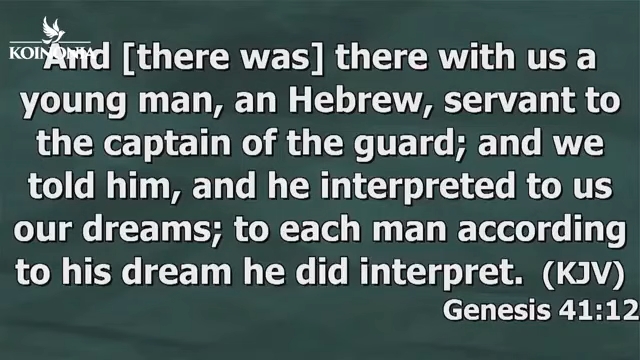 KOINONIA
And [there was] there with us a
young man, an Hebrew, servant to
the captain of the guard; and we
told him, and he interpreted to us
our dreams; to each man according
to his dream he did interpret. (KJV)
Genesis 41:12